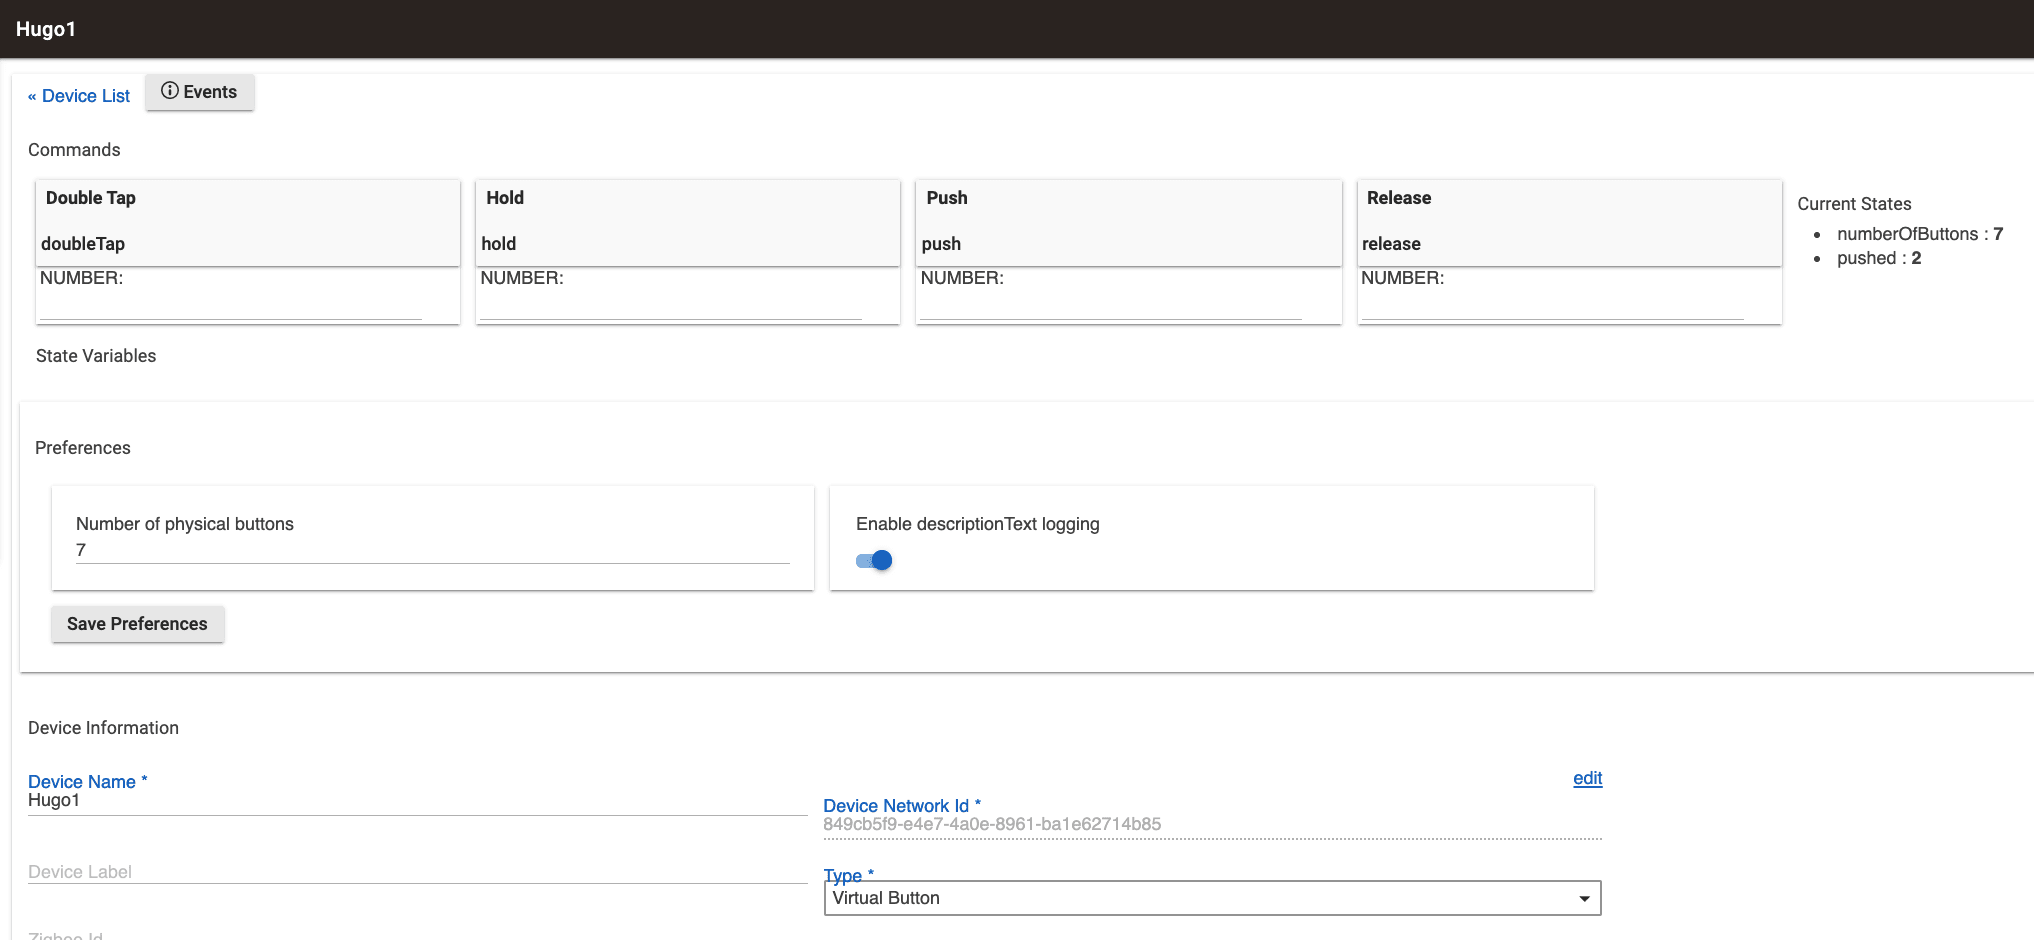 Hugo1
« Device List
Events
Commands
Double Tap
doubleTap
NUMBER:
Hold
hold
NUMBER:
Push
push
NUMBER:
Release
release
NUMBER:
Current States
numberOfButtons : 7
pushed : 2
State Variables
Preferences
Number of physical buttons
7
Enable descriptionText logging
Save Preferences
Device Information
Device Name *
Hugo1
edit
Device Network Id *
849cb5f9-e4e7-4a0e-8961-ba1e62714b85
Device Label
Type *
Virtual Button
Zigbee Id